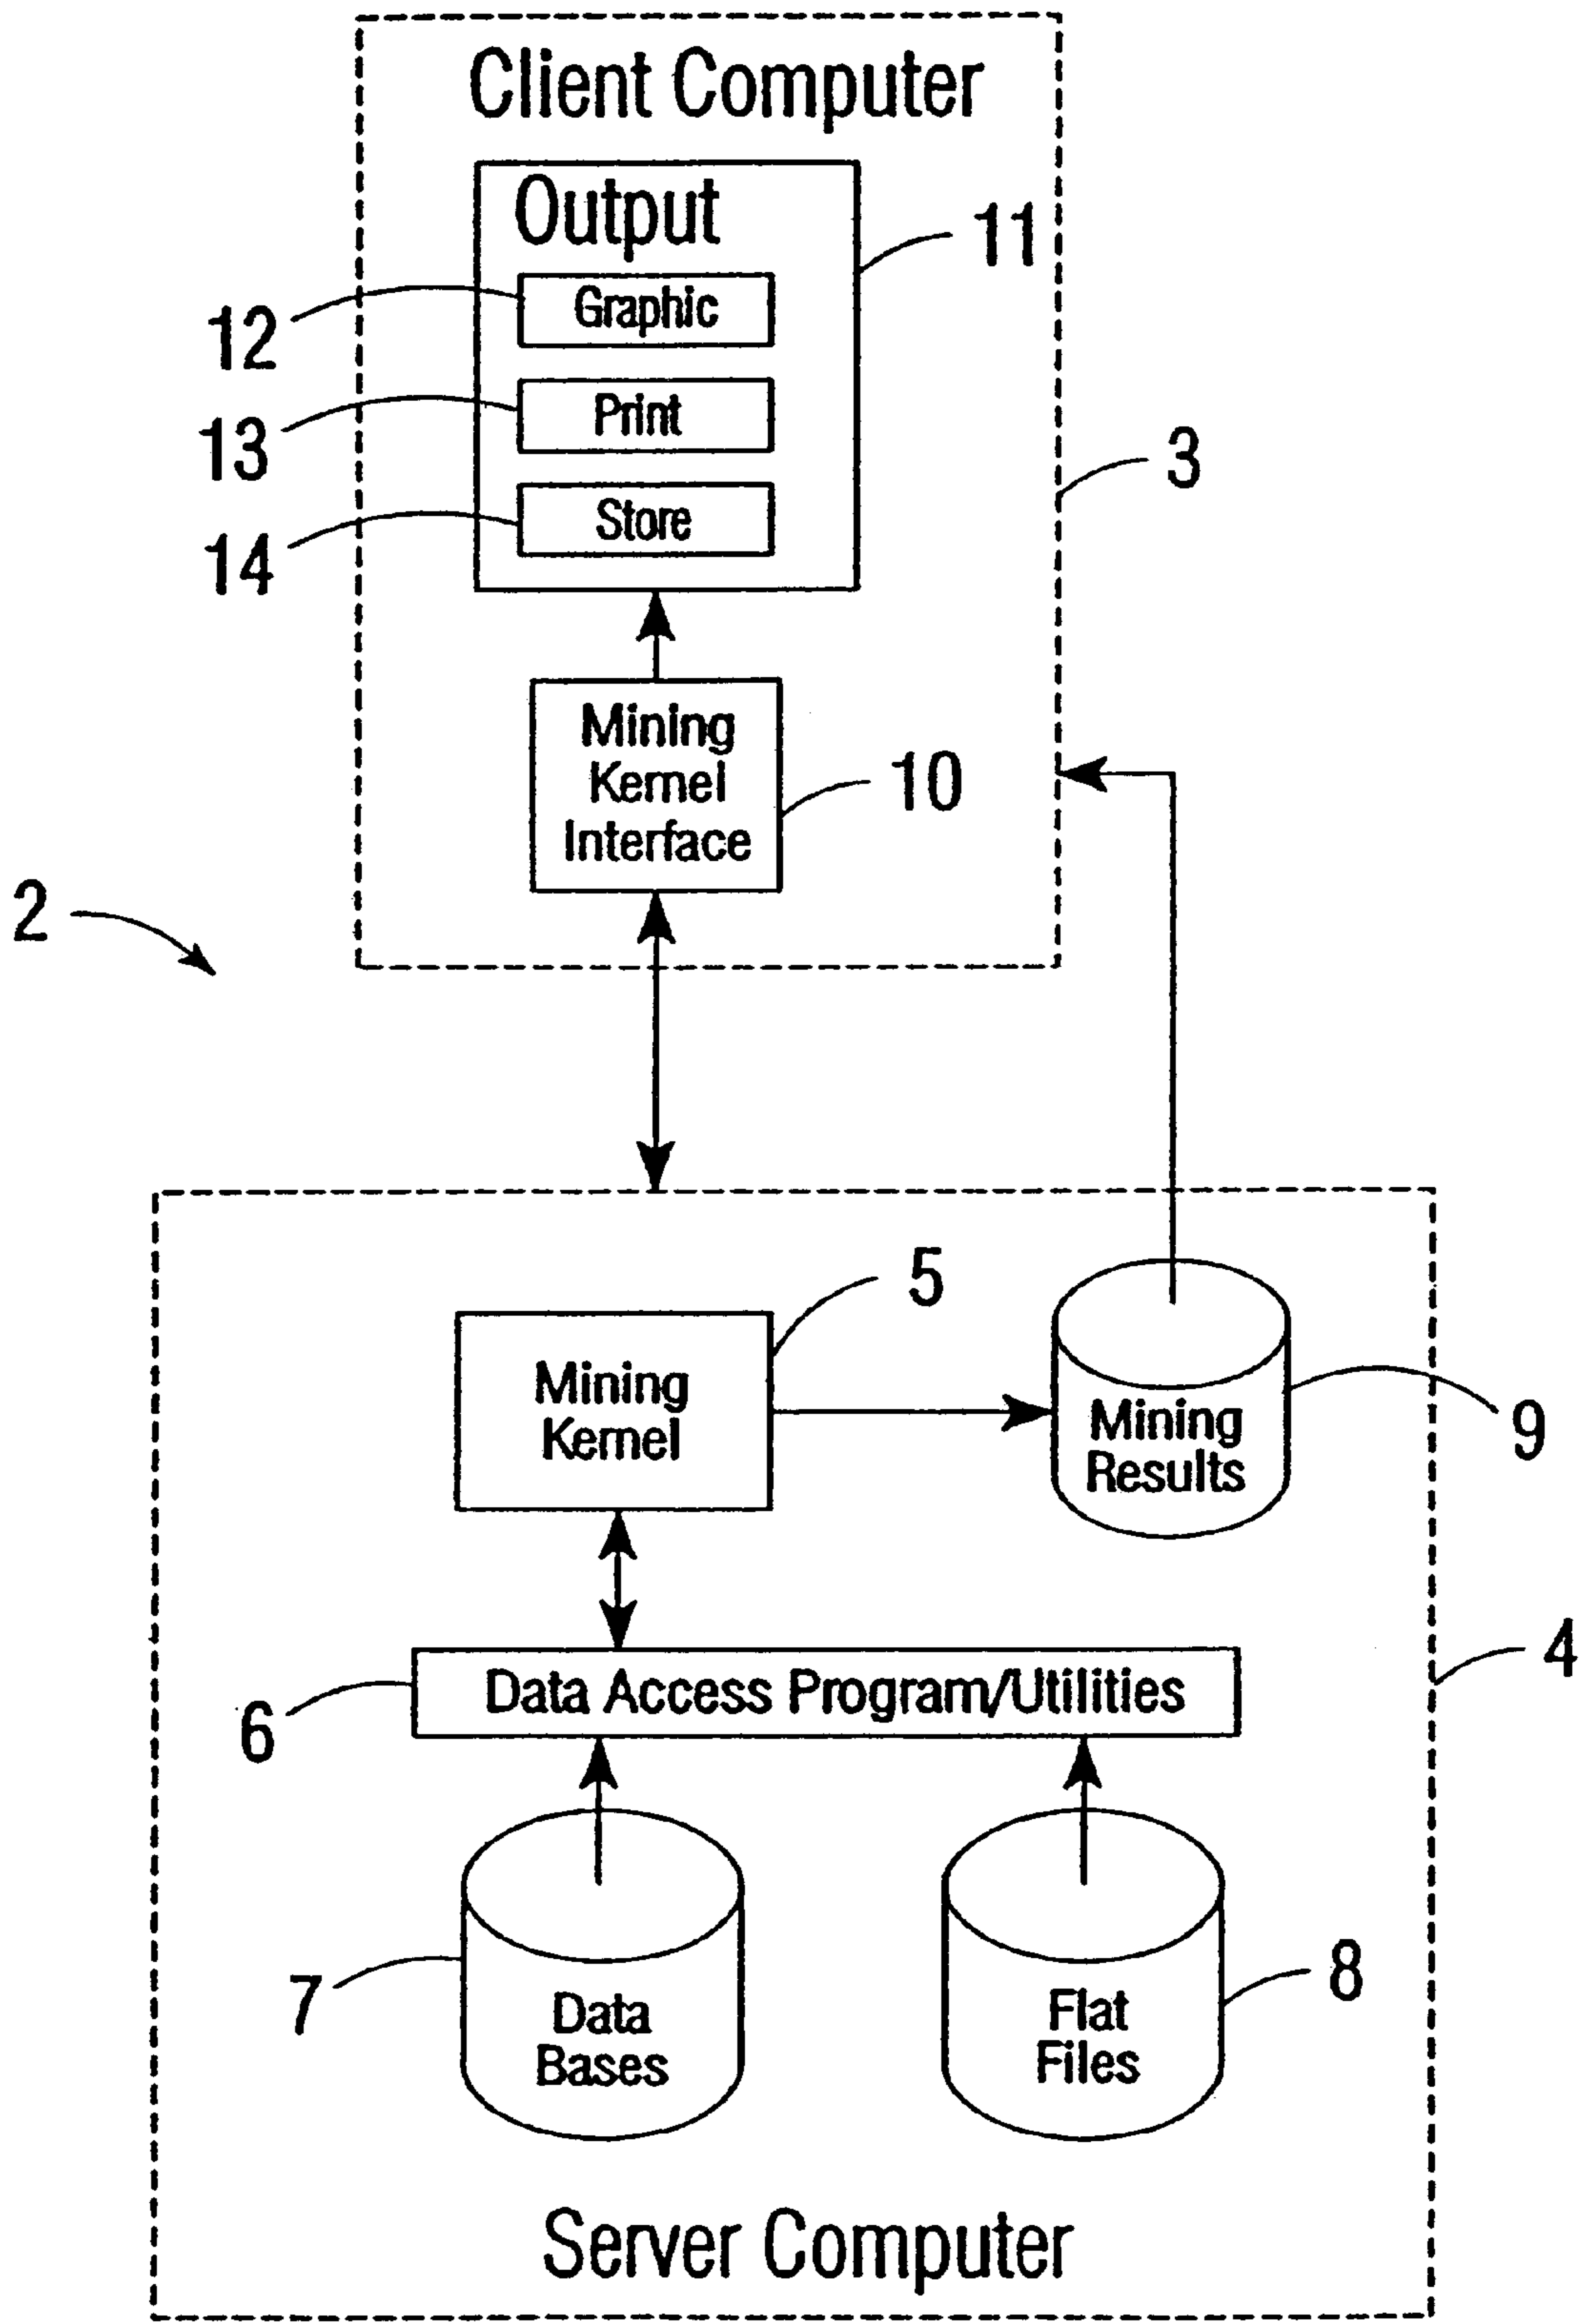 Client Computer
Output
11
Graphic
12
Print
13
3
Store
14
Mining
Kernel
Interface
10
2
5
Mining
Kernel
Mining
Results
9
4
Data Access Program/Utilities
6
8
7
Data
Bases
Flat
Files
Server Computer